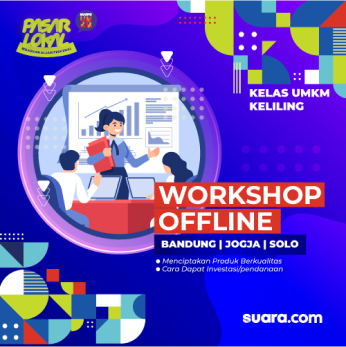 PASAR
LOKAL
KELAS UMKM
KELILING
WORKSHOP
OFFLINE
BANDUNG | JOGJA | SOLO
Menciptakan Produk Berkualitas
Cara Dapat Investasi/pendanaan
suara.com